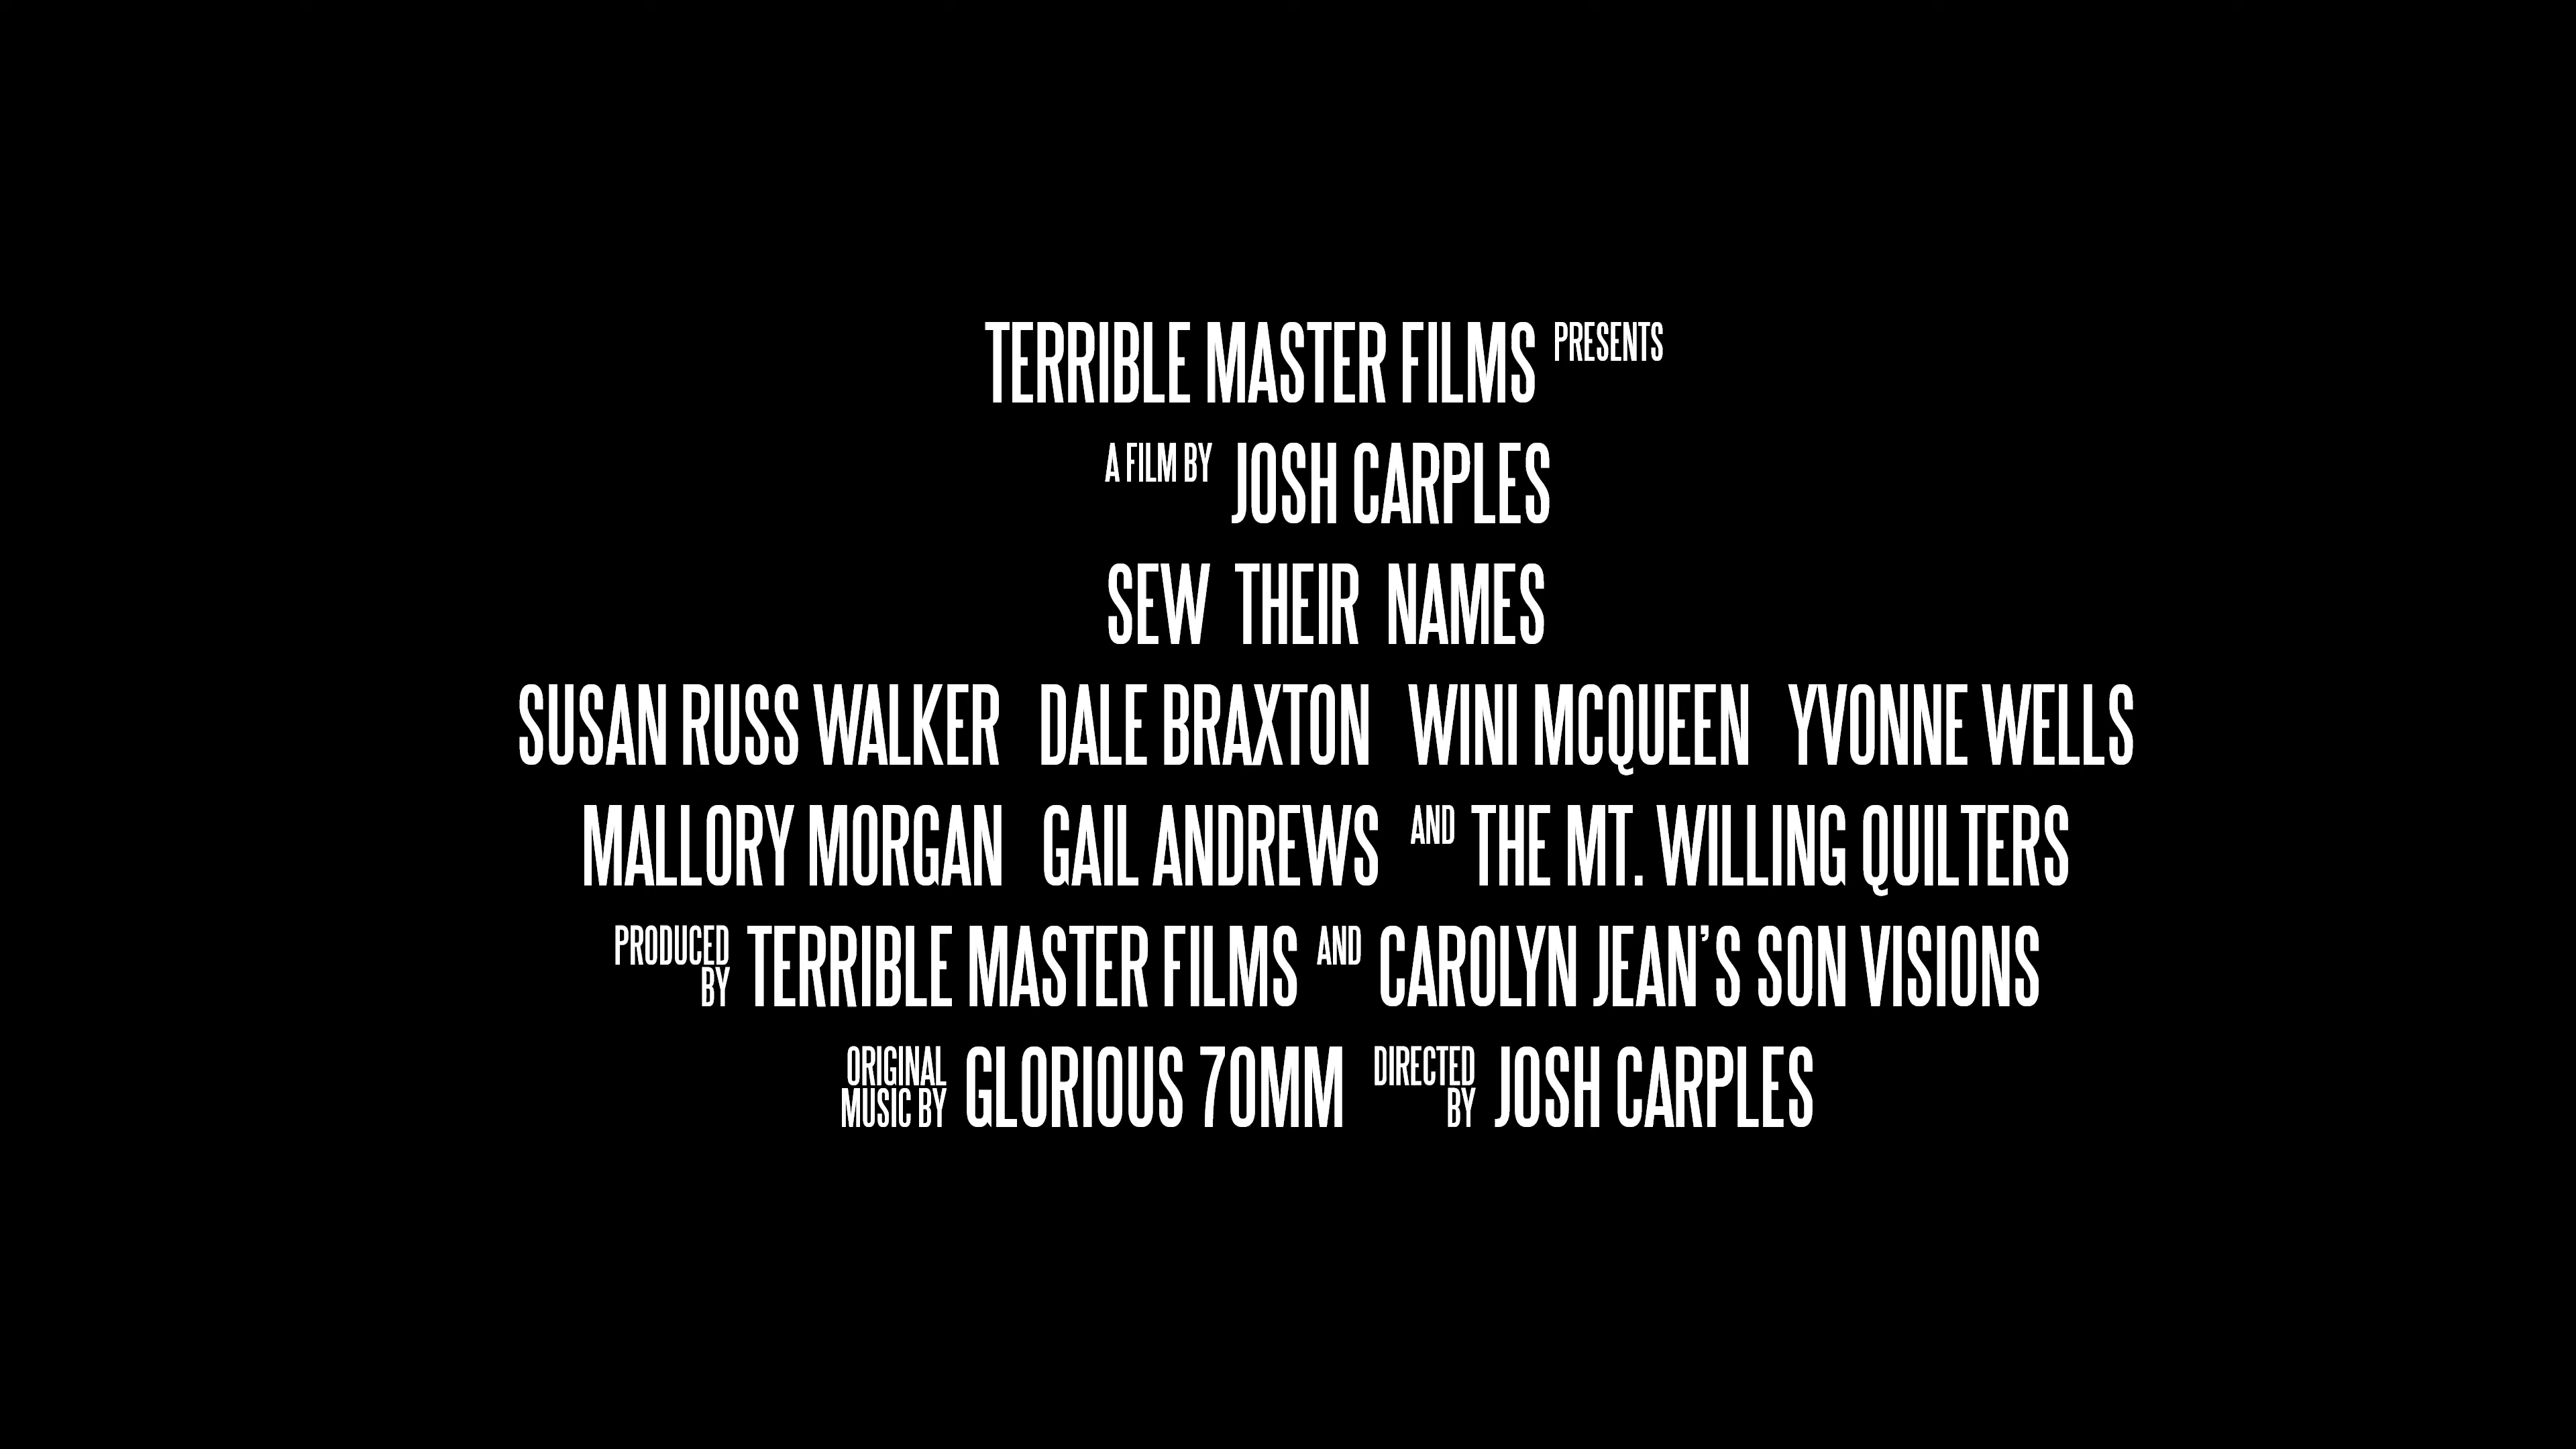 TERRIBLE MASTER FILMS PRESENTS
A FILM BY JOSH CARPLES
SEW THEIR NAMES
SUSAN RUSS WALKER DALE BRAXTON WINI MCQUEEN YVONNE WELLS
MALLORY MORGAN GAIL ANDREWS AND THE MT. WILLING QUILTERS
PRODUCED BY TERRIBLE MASTER FILMS AND CAROLYN JEAN’S SON VISIONS
ORIGINAL MUSIC BY GLORIOUS 70MM DIRECTED BY JOSH CARPLES